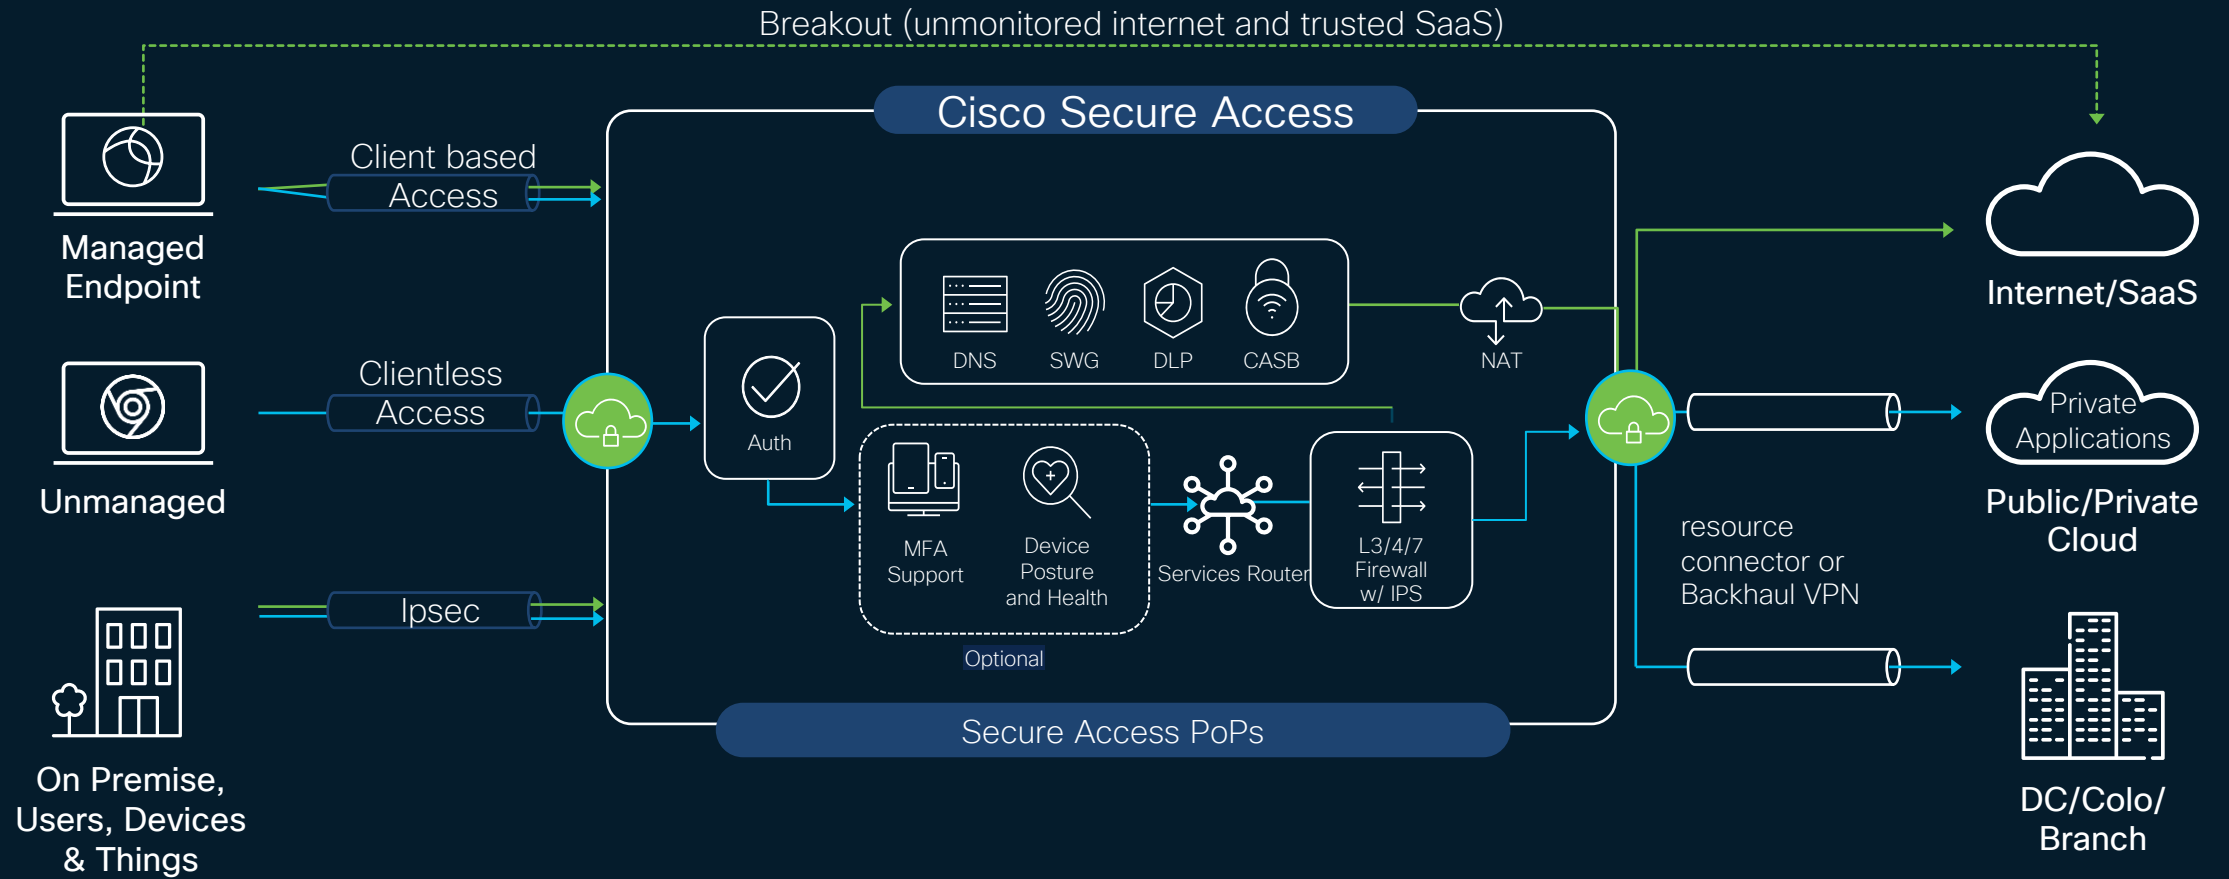 Breakout (unmonitored internet and trusted SaaS)
Cisco Secure Access
Client based
Access
Managed
Endpoint
Clientless
Access
Unmanaged
Ipsec
On Premise,
Users, Devices
& Things
Auth
DNS
SWG
DLP
CASB
NAT
MFA
Support
Device
Posture
and Health
Optional
Services Router
L3/4/7
Firewall
w/ IPS
Secure Access PoPs
Internet/SaaS
Private
Applications
Public/Private
Cloud
resource
connector or
Backhaul VPN
DC/Colo/
Branch